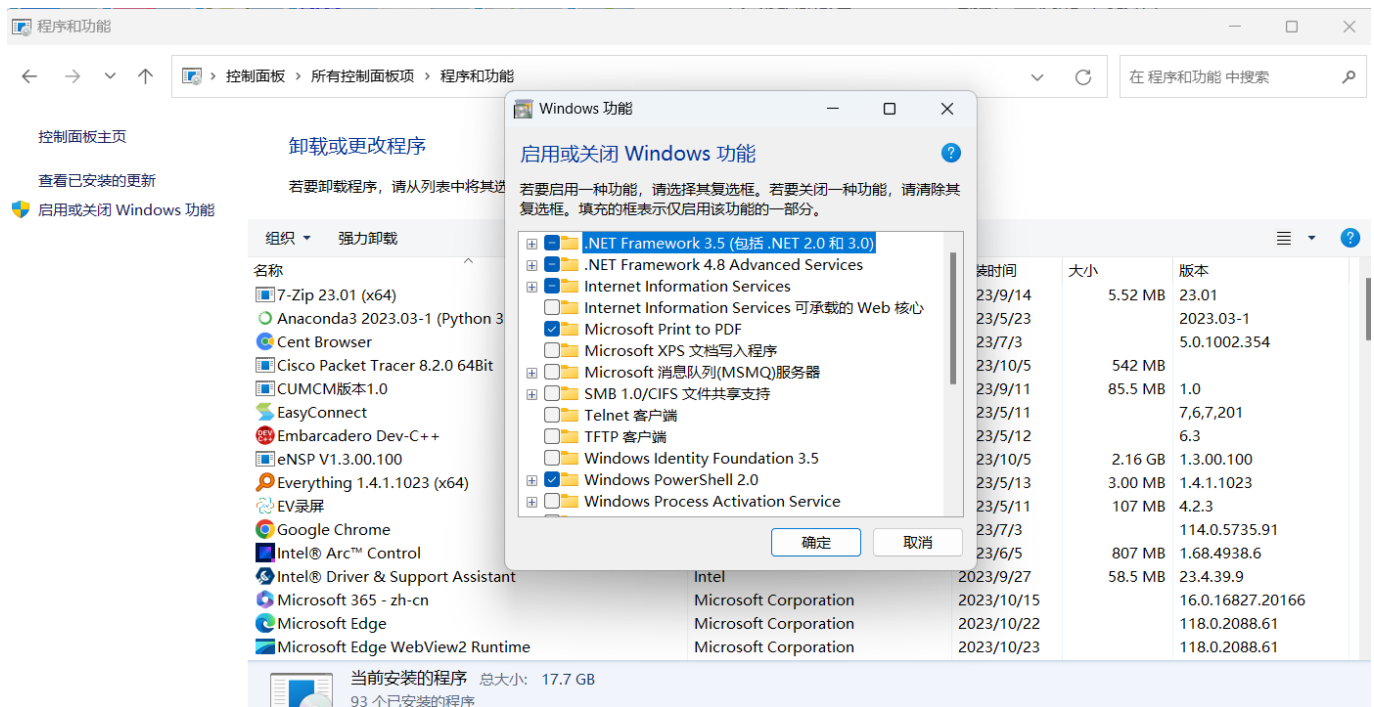 程序和功能
控制面板 › 所有控制面板项 › 程序和功能
在 程序和功能 中搜索
控制面板主页
查看已安装的更新
启用或关闭 Windows 功能
卸载或更改程序
若要卸载程序，请从列表中将其选
组织
强力卸载
Windows 功能
启用或关闭 Windows 功能
若要启用一种功能，请选择其复选框。若要关闭一种功能，请清除其
复选框。填充的框表示仅启用该功能的一部分。
.NET Framework 3.5 (包括 .NET 2.0 和 3.0)
.NET Framework 4.8 Advanced Services
Internet Information Services
Internet Information Services 可承载的 Web 核心
Microsoft Print to PDF
Microsoft XPS 文档写入程序
Microsoft 消息队列(MSMQ)服务器
SMB 1.0/CIFS 文件共享支持
Telnet 客户端
TFTP 客户端
Windows Identity Foundation 3.5
Windows PowerShell 2.0
Windows Process Activation Service
确定
取消
名称 装时间 大小 版本
7-Zip 23.01 (x64) 23/9/14 5.52 MB 23.01
Anaconda3 2023.03-1 (Python 3 23/5/23 2023.03-1
Cent Browser 23/7/3 5.0.1002.354
Cisco Packet Tracer 8.2.0 64Bit 23/10/5 542 MB
CUMCM版本1.0 23/9/11 85.5 MB 1.0
EasyConnect 23/5/11 7,6,7,201
Embarcadero Dev-C++ 23/5/12 6.3
eNSP V1.3.00.100 23/10/5 2.16 GB 1.3.00.100
Everything 1.4.1.1023 (x64) 23/5/13 3.00 MB 1.4.1.1023
EV录屏 23/5/11 107 MB 4.2.3
Google Chrome 23/7/3 114.0.5735.91
Intel® Arc™ Control 23/6/5 807 MB 1.68.4938.6
Intel® Driver & Support Assistant Intel 2023/9/27 58.5 MB 23.4.39.9
Microsoft 365 - zh-cn Microsoft Corporation 2023/10/15 16.0.16827.20166
Microsoft Edge Microsoft Corporation 2023/10/22 118.0.2088.61
Microsoft Edge WebView2 Runtime Microsoft Corporation 2023/10/23 118.0.2088.61
当前安装的程序 总大小: 17.7 GB
93 个已安装的程序